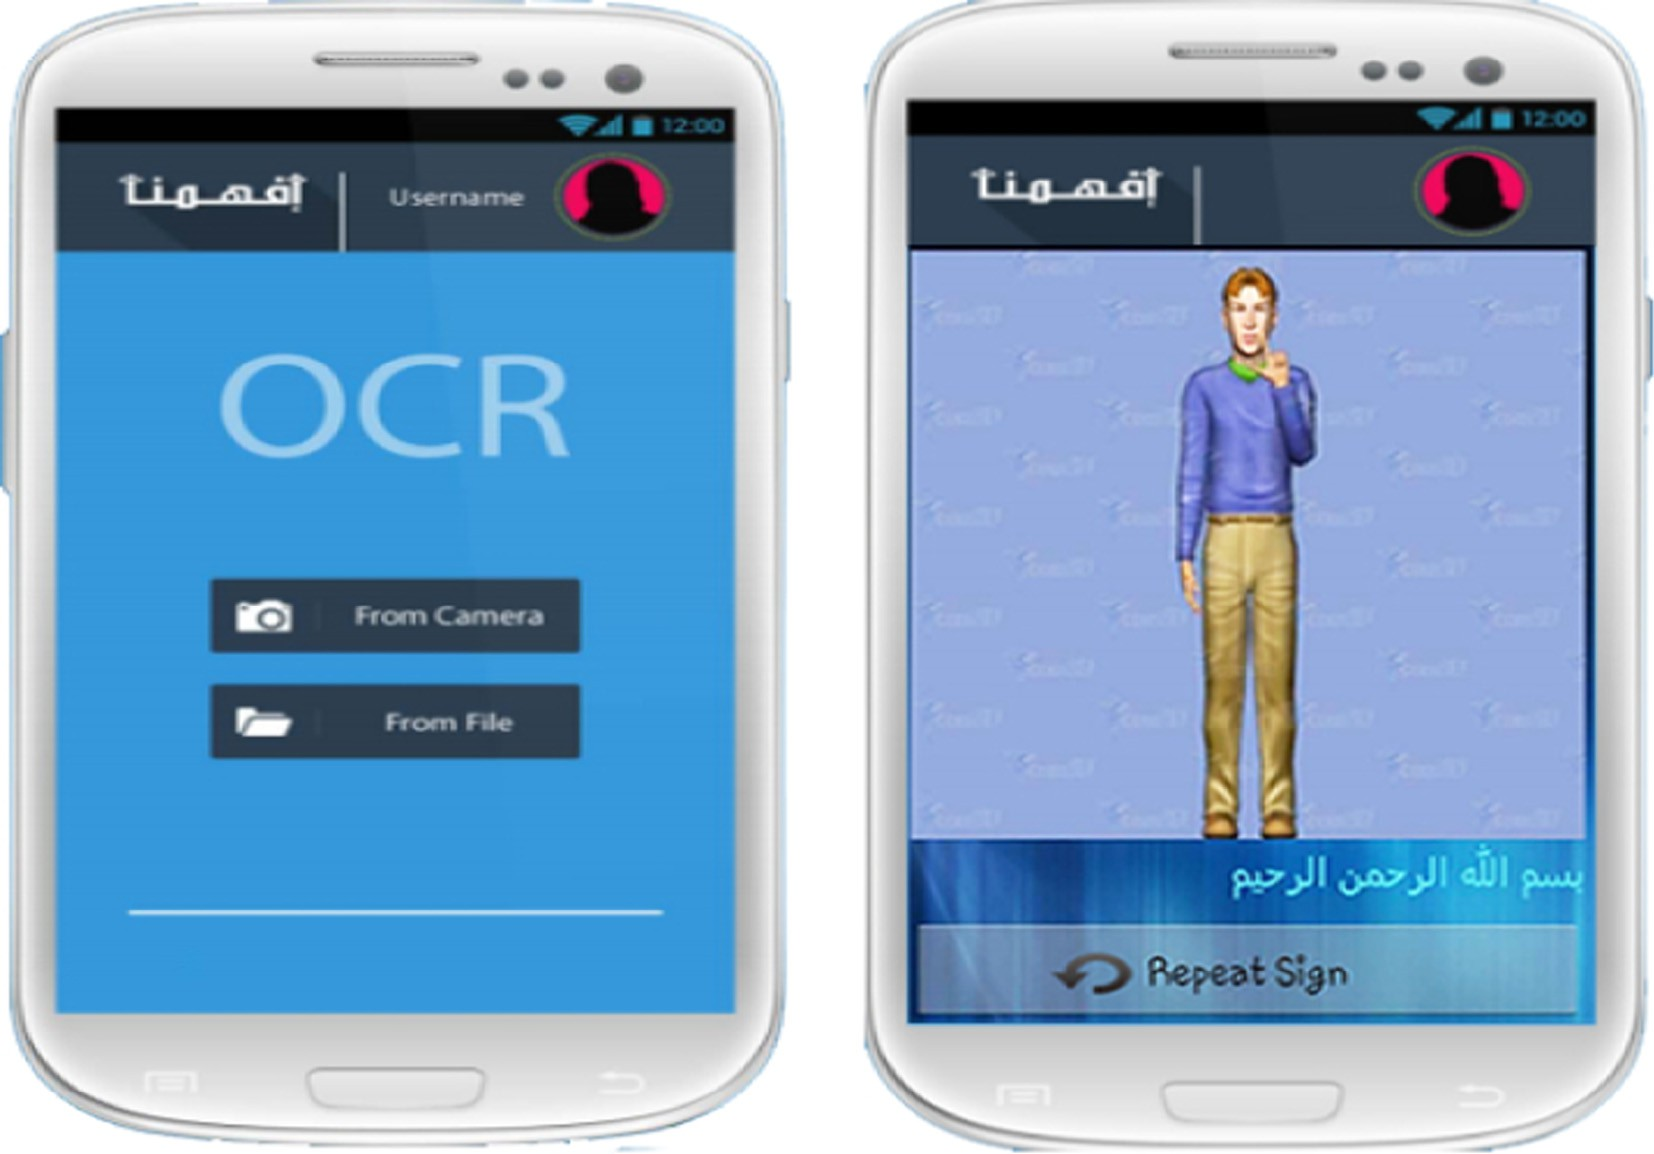 12:00
إفهمنا
Username
OCR
From Camera
From File
12:00
إفهمنا
بسم الله الرحمن الرحيم
Repeat Sign